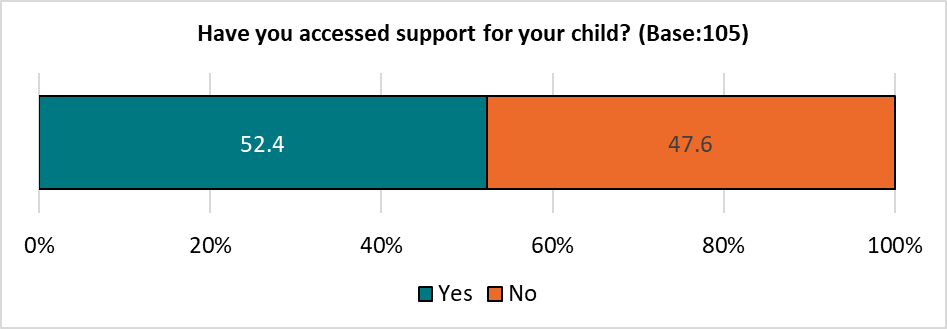 Have you accessed support for your child? (Base:105)
52.4 47.6
0% 20% 40% 60% 80% 100%
Yes No